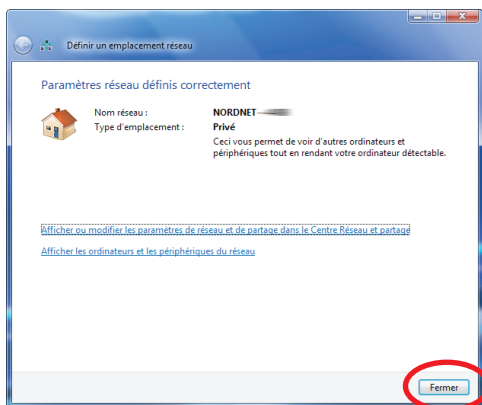 Définir un emplacement réseau
Paramètres réseau définis correctement
Nom réseau : NORDNET
Type d'emplacement : Privé
Ceci vous permet de voir d'autres ordinateurs et
périphériques tout en rendant votre ordinateur détectable.
Afficher ou modifier les paramètres de réseau et de partage dans le Centre Réseau et partage
Afficher les ordinateurs et les périphériques du réseau
Fermer